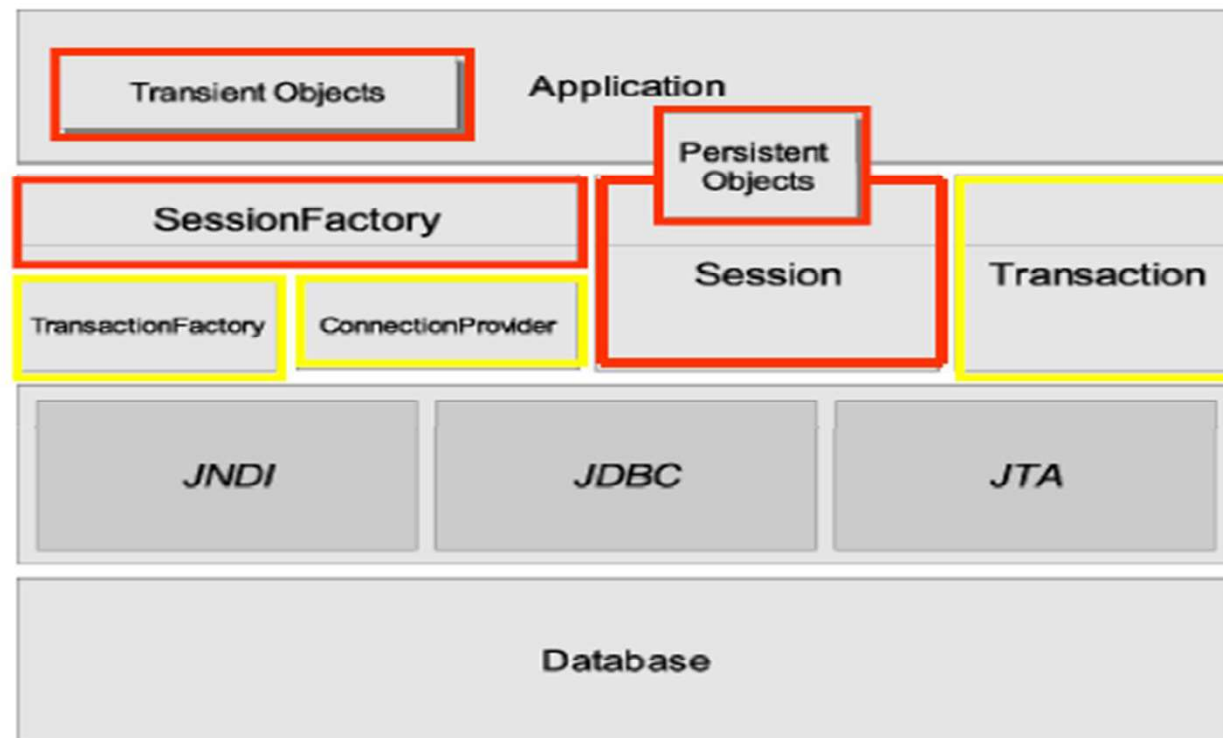 Transient Objects
Application
Persistent
Objects
SessionFactory
Session
Transaction
TransactionFactory
ConnectionProvider
JNDI
JDBC
JTA
Database